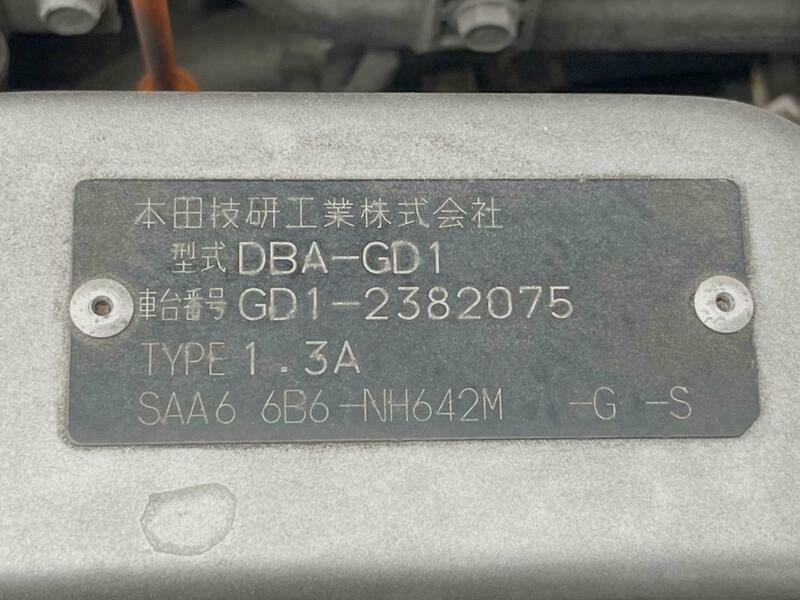 本田技研工業株式会社
型式 DBA-GD1
車台番号 GD1-2382075
TYPE 1.3A
SAA6 6B6-NH642M -G -S